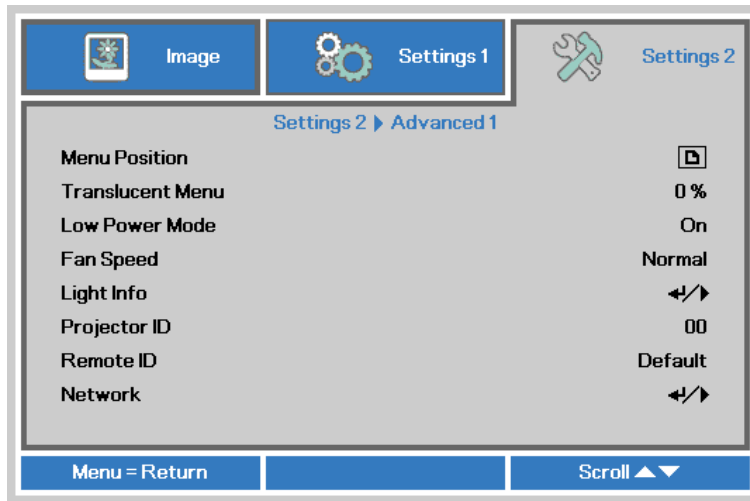 Image
Settings 1
Settings 2
Settings 2 Advanced 1
Menu Position
Translucent Menu 0 %
Low Power Mode On
Fan Speed Normal
Light Info
Projector ID 00
Remote ID Default
Network
Menu = Return
Scroll